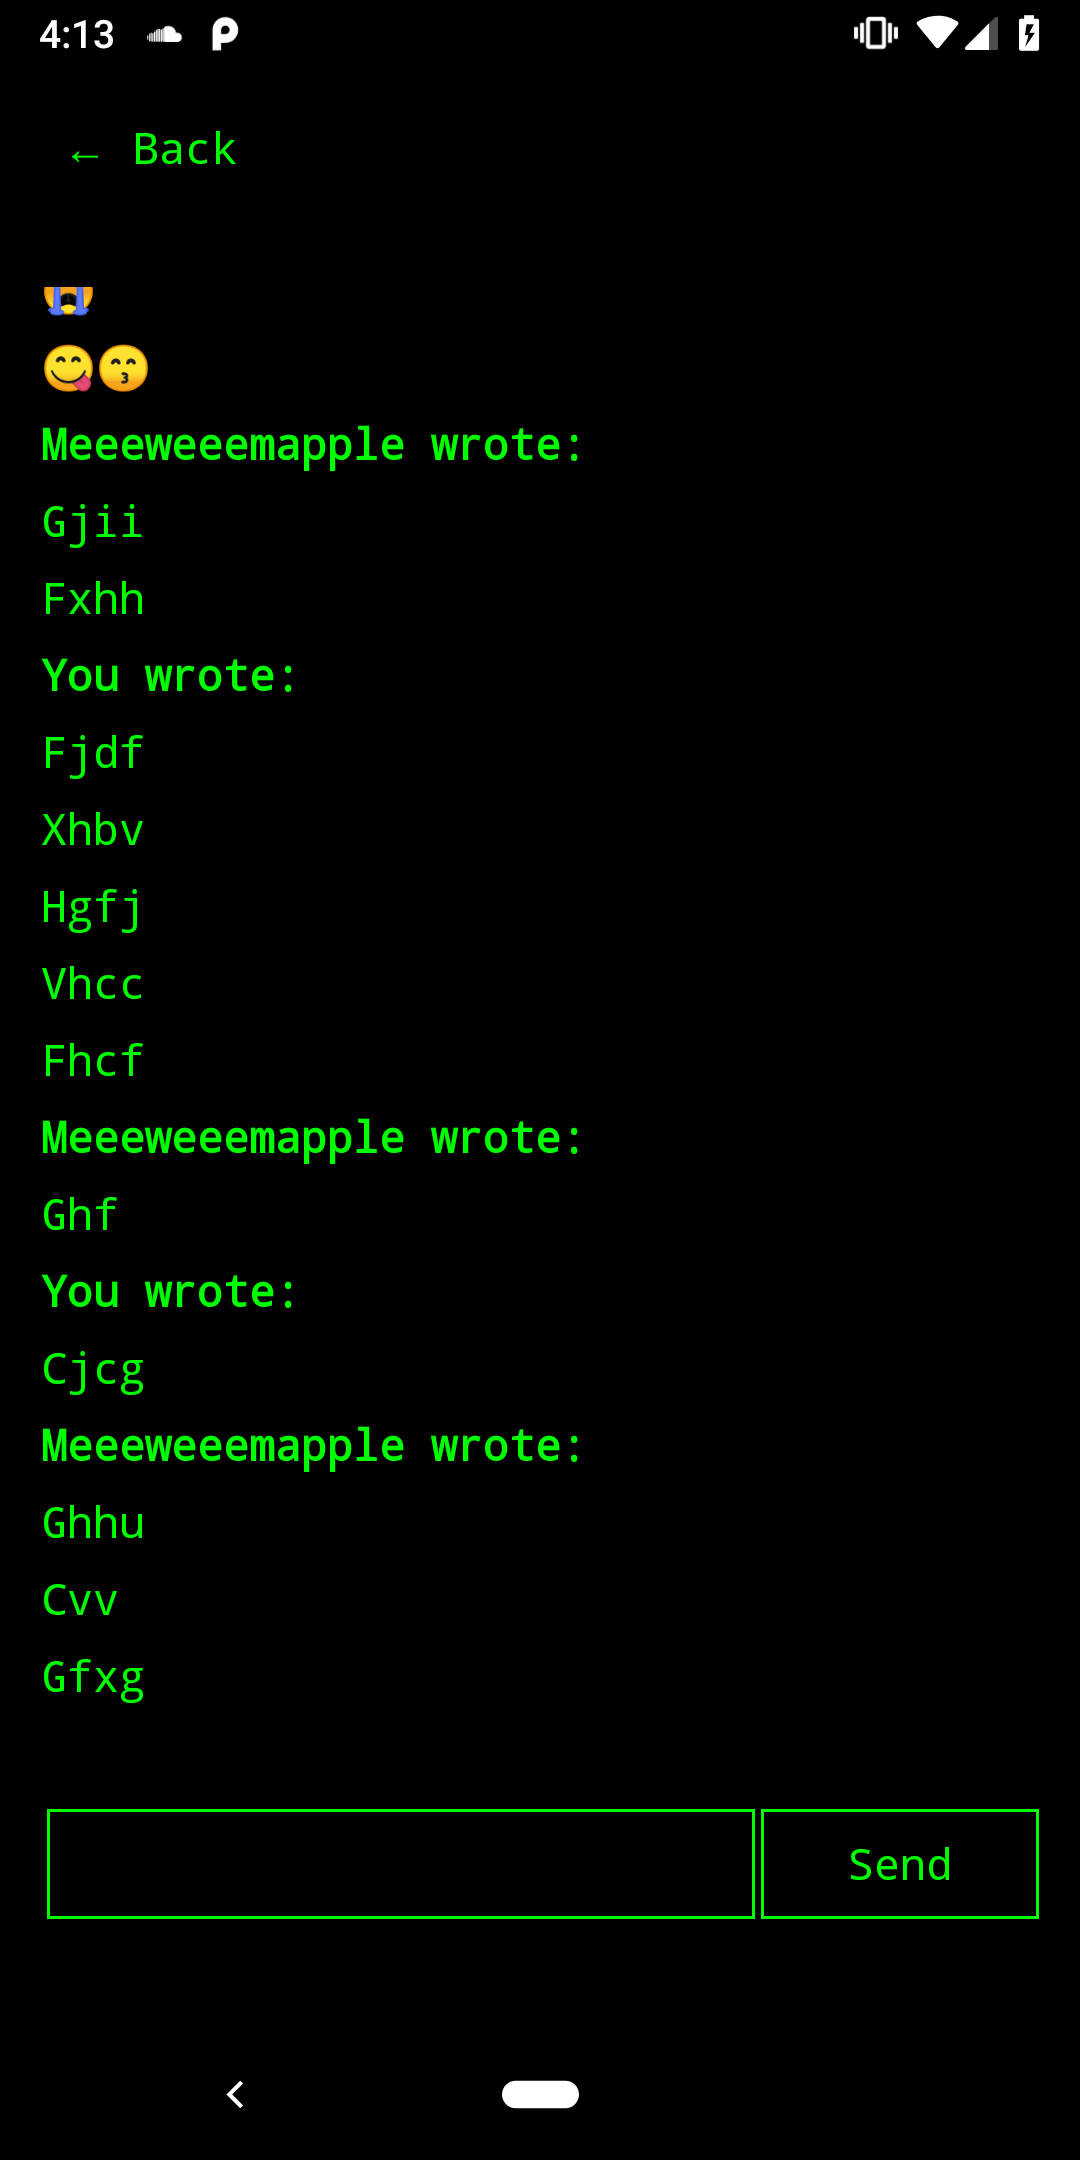 4:13
← Back
😭
😋😙
Meeeweeemapple wrote:
Gjii
Fxhh
You wrote:
Fjdf
Xhbv
Hgfj
Vhcc
Fhcf
Meeeweeemapple wrote:
Ghf
You wrote:
Cjcg
Meeeweeemapple wrote:
Ghhu
Cvv
Gfxg
Send